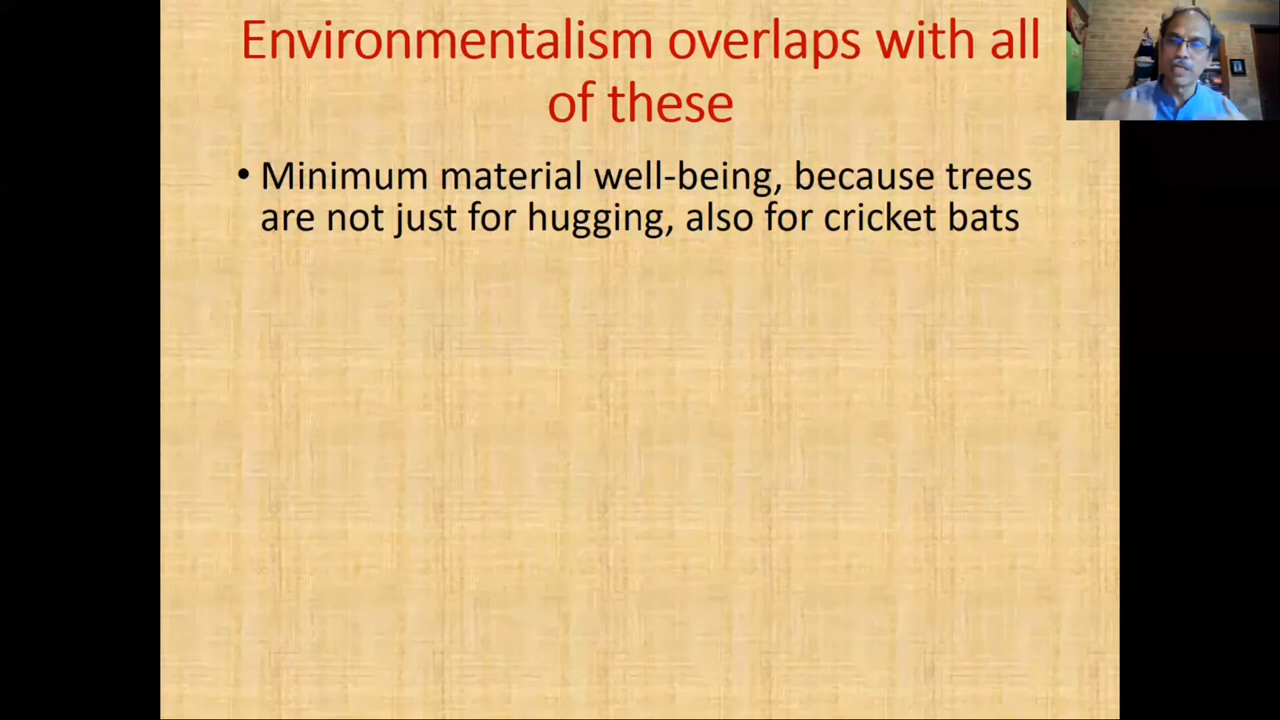 Environmentalism overlaps with all
of these
• Minimum material well-being, because trees
are not just for hugging, also for cricket bats